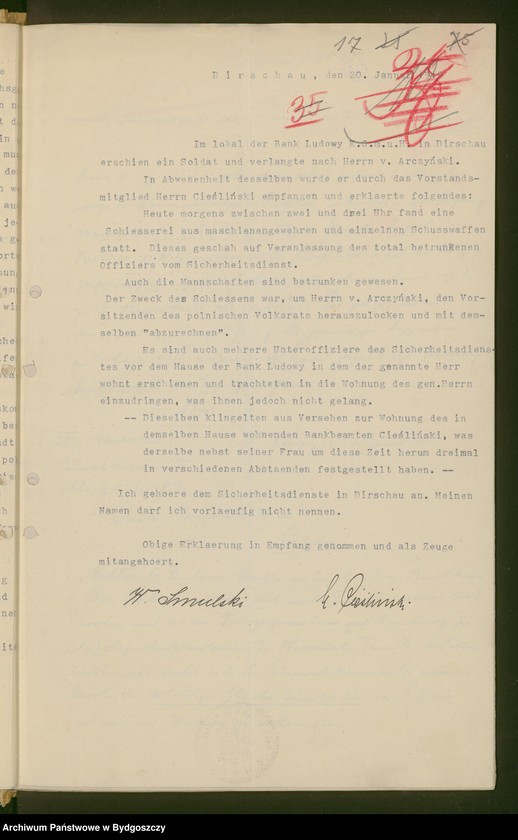 17 25 75
D i r s c h a u , den 20. Januar
35
Im lokal der Bank Ludowy e.G.m.u.H. in Dirschau
erschien ein Soldat und verlangte nach Herrn v. Arczyński.
In Abwesenheit desselben wurde er durch das Vorstands-
mitglied Herrn Cieśliński empfangen und erklaerte folgendes:
Heute morgens zwischen zwei und drei Uhr fand eine
Schiesserei aus maschienengewehren und einzelnen Schusswaffen
statt. Dieses geschah auf Veranlassung des total betrunkenen
Offiziers vom Sicherheitsdienst.
Auch die Mannschaften sind betrunken gewesen.
Der Zweck des Schiessens war, um Herrn v. Arczyński, den Vor-
sitzenden des polnischen Volksrats herauszulocken und mit dem-
selben "abzurechnen".
Es sind auch mehrere Unteroffiziere des Sicherheitsdiens-
tes vor dem Hause der Bank Ludowy in dem der genannte Herr
wohnt erschienen und trachteten in die Wohnung des gen.Herrn
einzudringen, was ihnen jedoch nicht gelang.
-- Dieselben klingelten aus Versehen zur Wohnung des in
demselben Hause wohnenden Bankbeamten Cieśliński, was
derselbe nebst seiner Frau um diese Zeit herum dreimal
in verschiedenen Abstaenden festgestellt haben. --
Ich gehoere dem Sicherheitsdienste in Dirschau an. Meinen
Namen darf ich vorlaeufig nicht nennen.
Obige Erklaerung in Empfang genommen und als Zeuge
mitangehoert.
W. Smulski
Archiwum Państwowe w Bydgoszczy